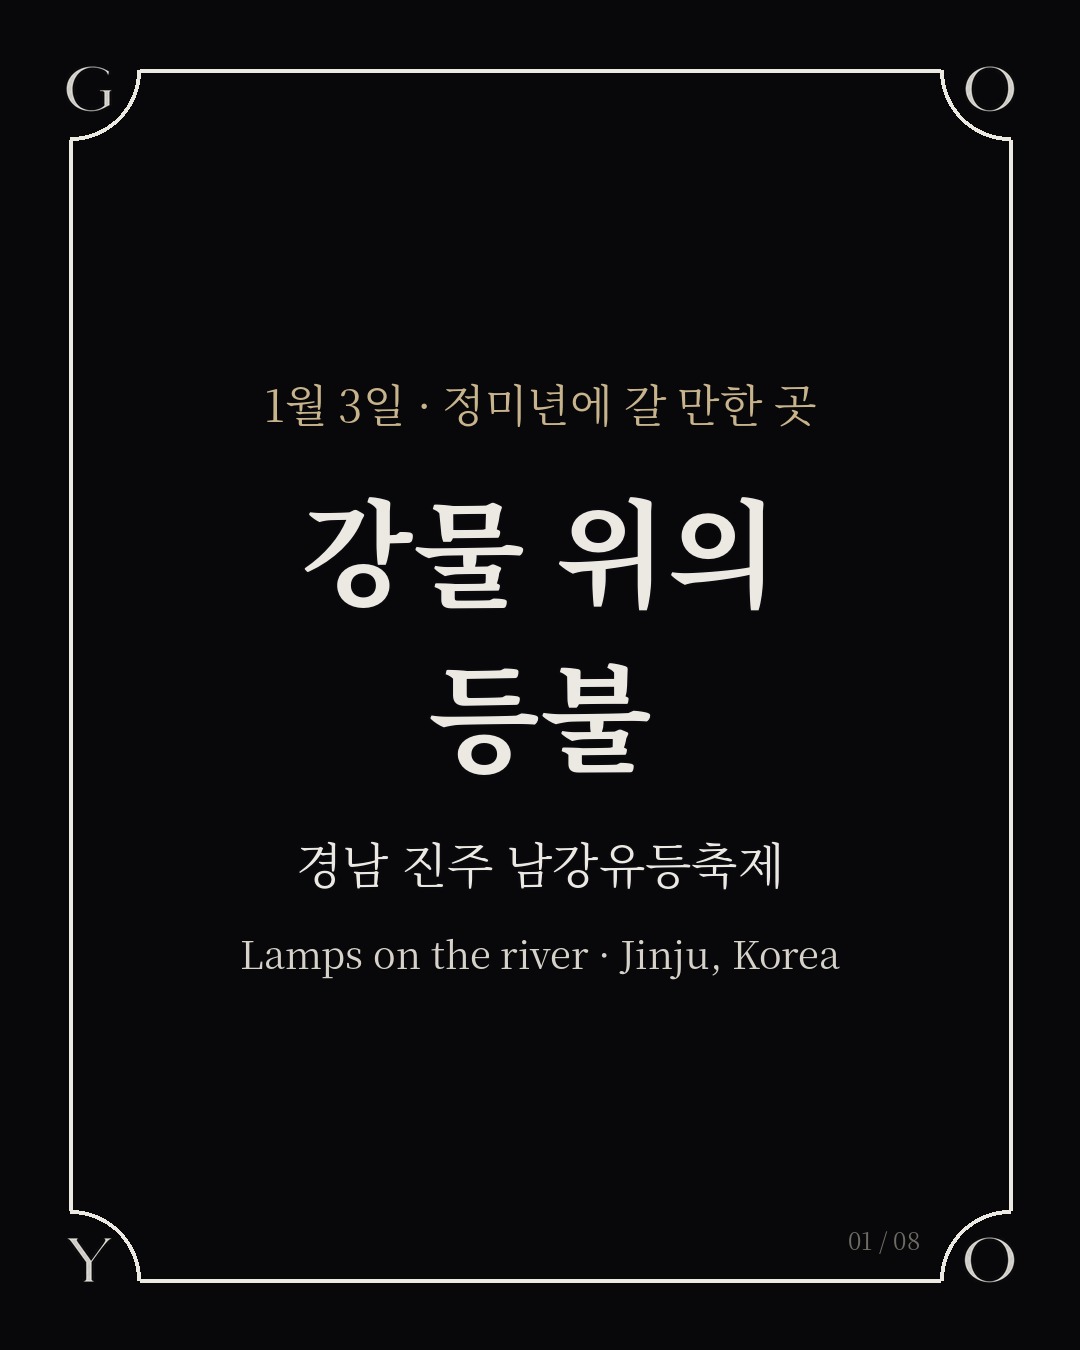 G O
1월 3일 · 정미년에 갈 만한 곳
강물 위의
등불
경남 진주 남강유등축제
Lamps on the river · Jinju, Korea
01 / 08
Y O